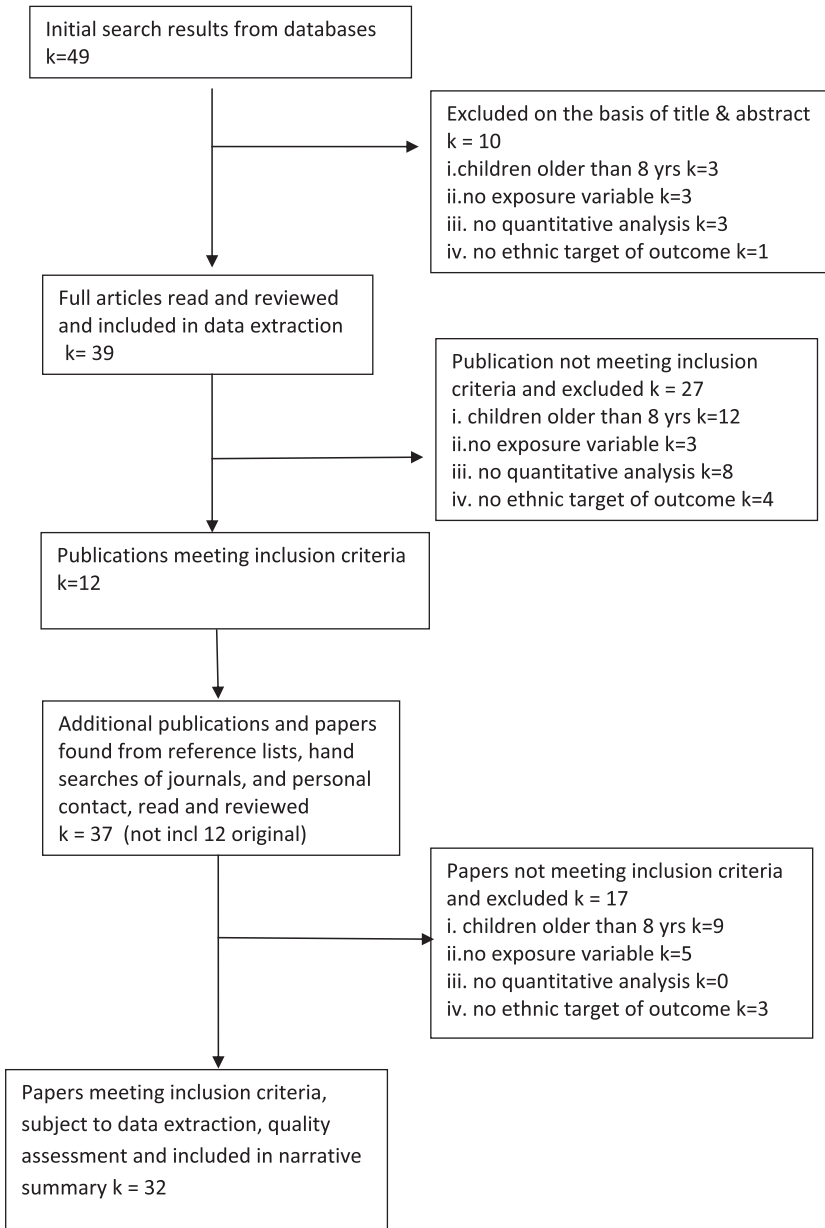 Initial search results from databases
k=49
Excluded on the basis of title & abstract
k = 10
i.children older than 8 yrs k=3
ii.no exposure variable k=3
iii. no quantitative analysis k=3
iv. no ethnic target of outcome k=1
Full articles read and reviewed
and included in data extraction
k= 39
Publication not meeting inclusion
criteria and excluded k = 27
i. children older than 8 yrs k=12
ii.no exposure variable k=3
iii. no quantitative analysis k=8
iv. no ethnic target of outcome k=4
Publications meeting inclusion criteria
k=12
Additional publications and papers
found from reference lists, hand
searches of journals, and personal
contact, read and reviewed
k = 37 (not incl 12 original)
Papers not meeting inclusion criteria
and excluded k = 17
i. children older than 8 yrs k=9
ii.no exposure variable k=5
iii. no quantitative analysis k=0
iv. no ethnic target of outcome k=3
Papers meeting inclusion criteria,
subject to data extraction, quality
assessment and included in narrative
summary k = 32